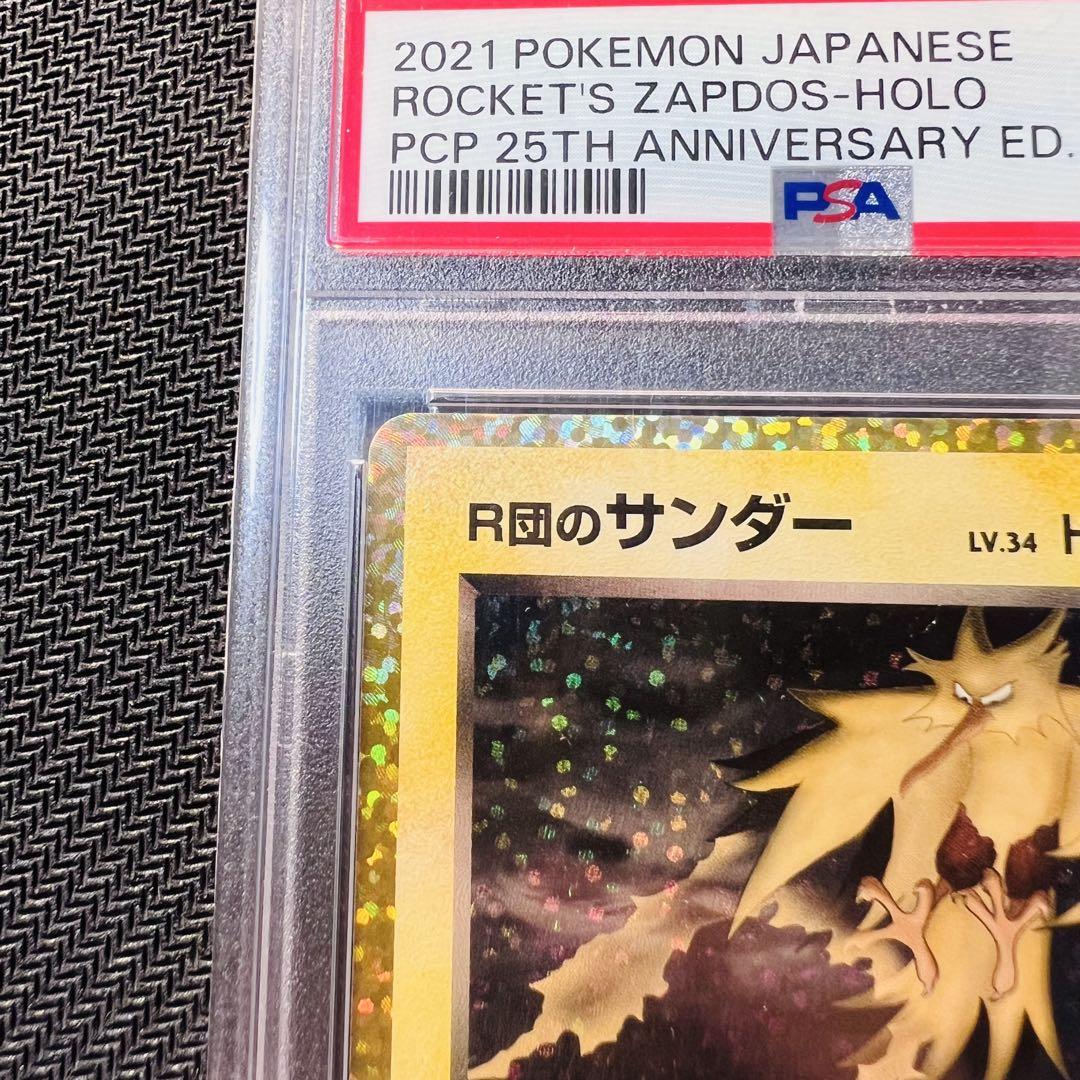 2021 POKEMON JAPANESE
ROCKET'S ZAPDOS-HOLO
PCP 25TH ANNIVERSARY ED.
PSA
R団のサンダー
LV.34